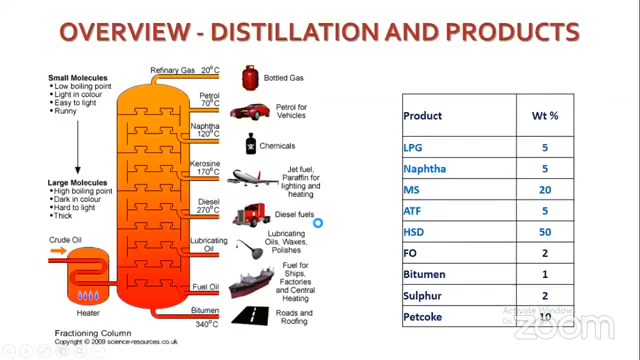 OVERVIEW - DISTILLATION AND PRODUCTS
Small Molecules
• Low boiling point
• Light in colour
• Easy to light
• Runny
Large Molecules
• High boiling point
• Dark in colour
• Hard to light
• Thick
Crude Oil
Heater
Fractioning Column
Copyright © 2009 science-resources.co.uk
Refinary Gas 20°C
Petrol
70°C
Naphtha
120°C
Kerosine
170°C
Diesel
270°C
Lubricating
Oil
Fuel Oil
Bitumen
340°C
Bottled Gas
Petrol for
Vehicles
Chemicals
Jet fuel,
Paraffin for
lighting and
heating
Diesel fuels
Lubricating
Oils, Waxes,
Polishes
Fuel for
Ships,
Factories
and Central
Heating
Roads and
Roofing
Product Wt %
LPG 5
Naphtha 5
MS 20
ATF 5
HSD 50
FO 2
Bitumen 1
Sulphur 2
Petcoke 10
Activate Window
zoom